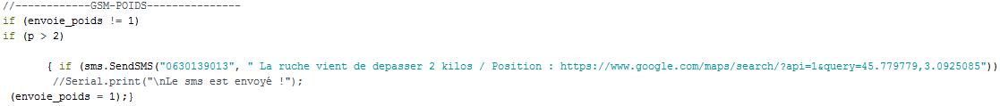 //------------GSM-POIDS---------------
if (envoie_poids != 1)
if (p > 2)
{ if (sms.SendSMS("0630139013", " La ruche vient de depasser 2 kilos / Position : https://www.google.com/maps/search/?api=1&query=45.779779,3.0925085"))
//Serial.print("\nLe sms est envoyé !");
(envoie_poids = 1);}